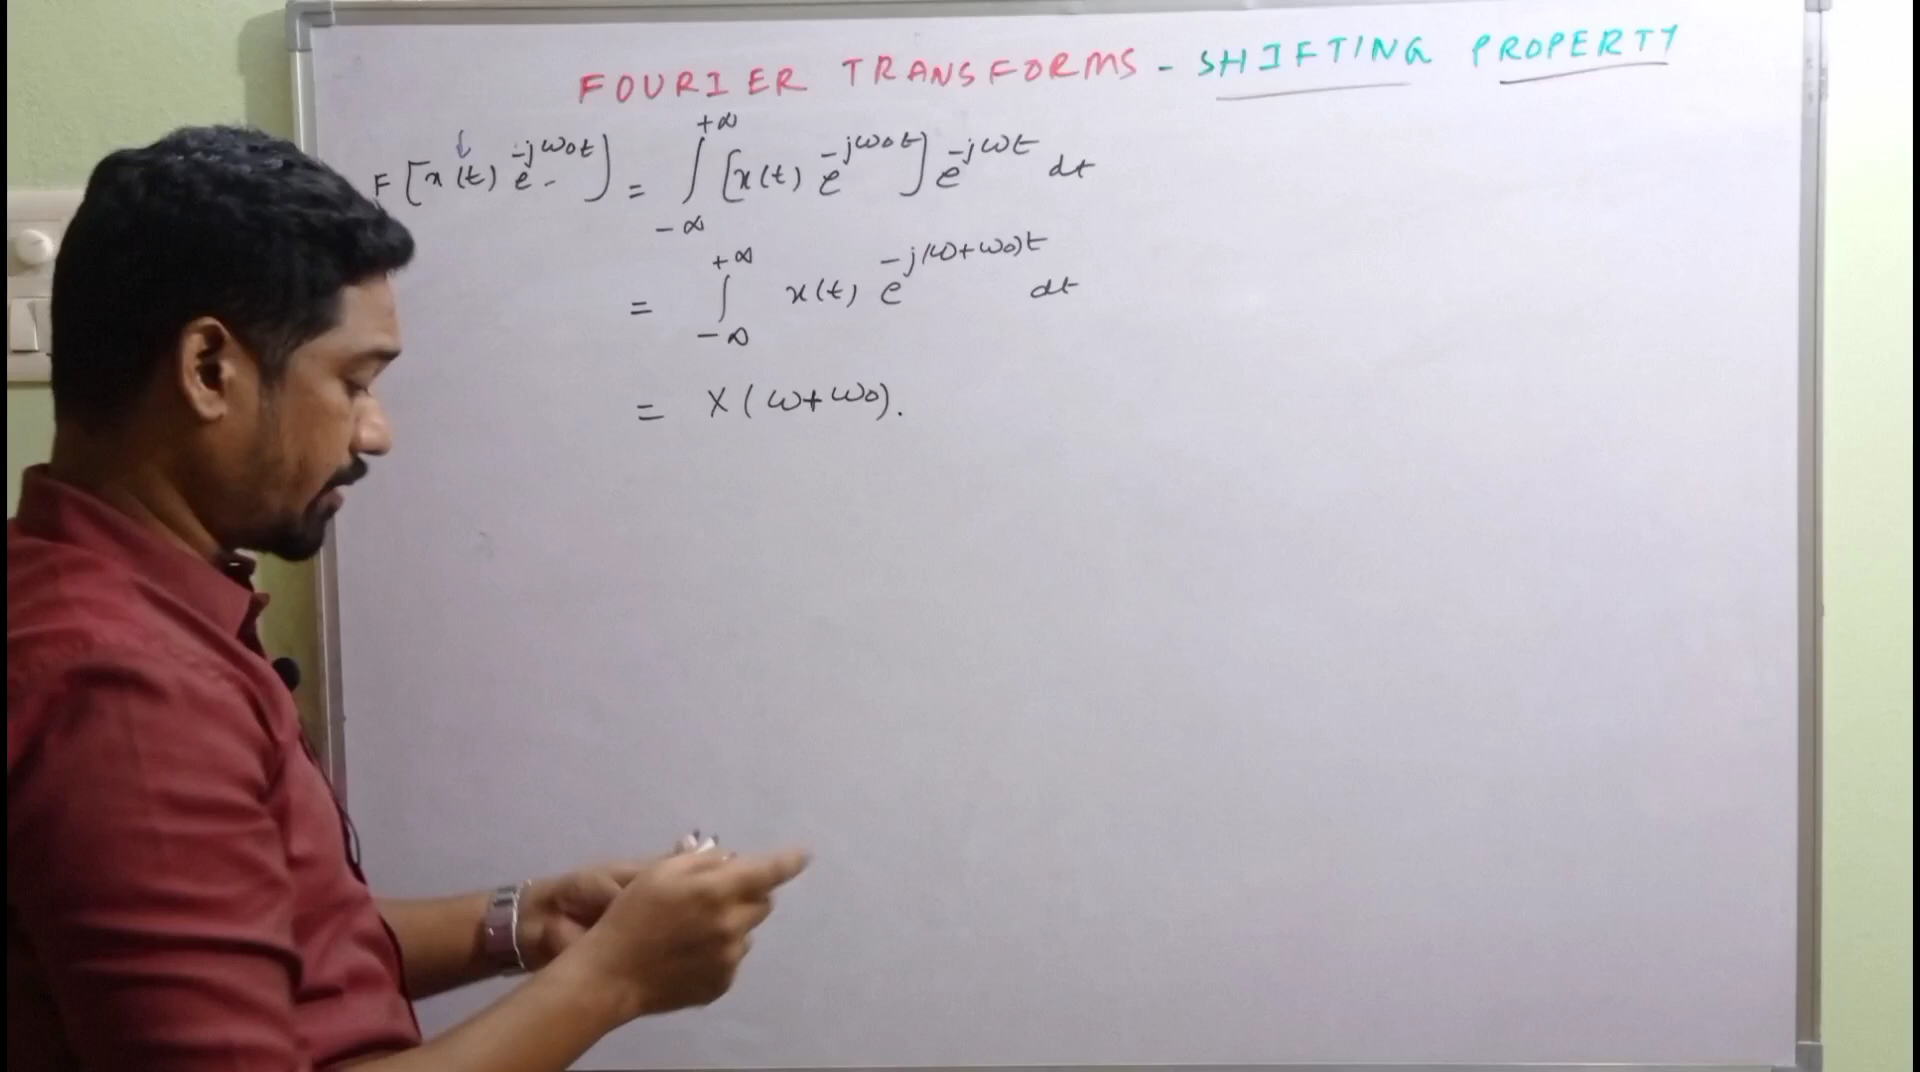 FOURIER TRANSFORMS - SHIFTING PROPERTY
F[x(t) e^{-jω₀t}] = ∫_{-∞}^{+∞} [x(t) e^{-jω₀t}] e^{-jωt} dt
= ∫_{-∞}^{+∞} x(t) e^{-j(ω+ω₀)t} dt
= X(ω+ω₀).